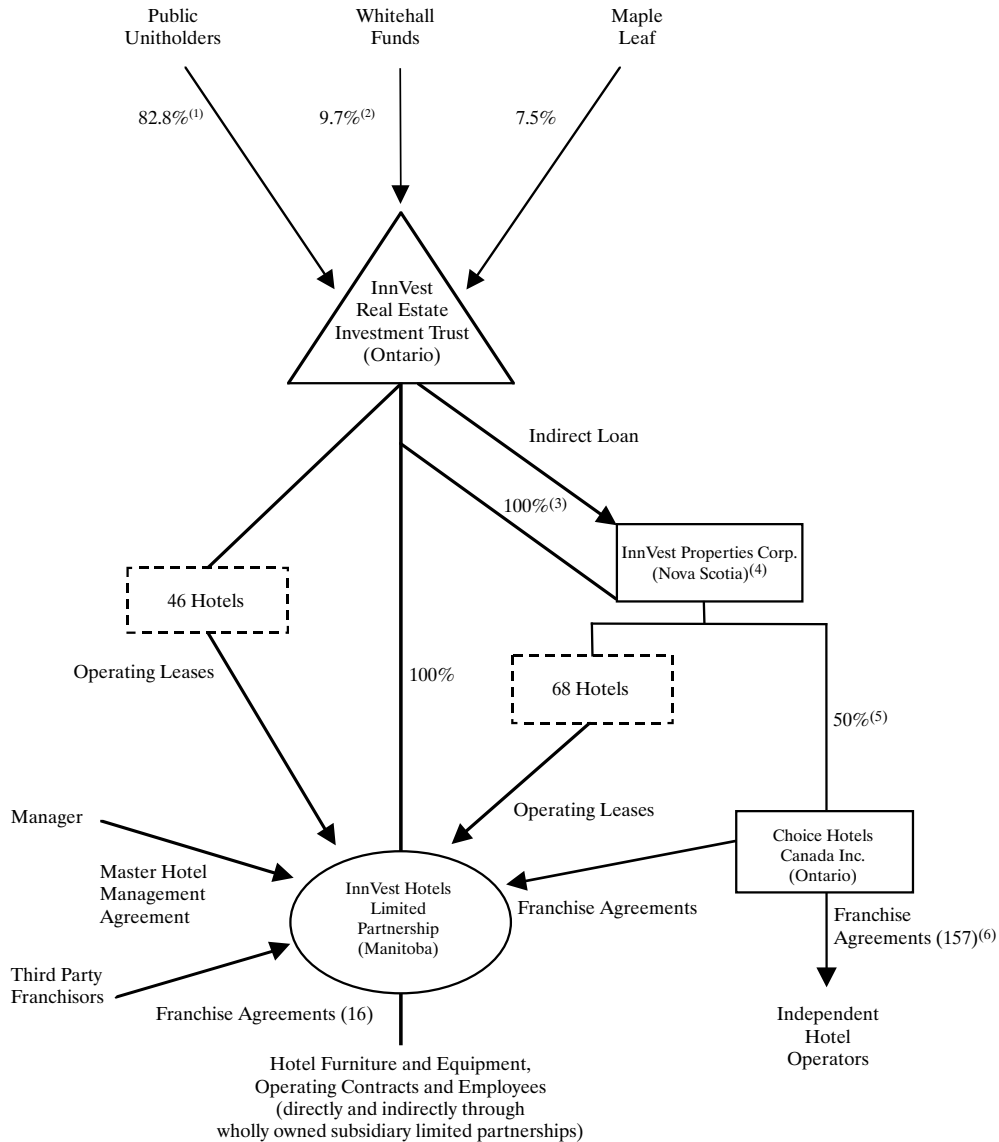 Public
Unitholders
Whitehall
Funds
Maple
Leaf
82.8%(1)
9.7%(2)
7.5%
InnVest
Real Estate
Investment Trust
(Ontario)
Indirect Loan
100%(3)
InnVest Properties Corp.
(Nova Scotia)(4)
46 Hotels
Operating Leases
100%
68 Hotels
50%(5)
Operating Leases
Manager
Master Hotel
Management
Agreement
InnVest Hotels
Limited
Partnership
(Manitoba)
Choice Hotels
Canada Inc.
(Ontario)
Franchise Agreements
Franchise
Agreements (157)(6)
Third Party
Franchisors
Franchise Agreements (16)
Independent
Hotel
Operators
Hotel Furniture and Equipment,
Operating Contracts and Employees
(directly and indirectly through
wholly owned subsidiary limited partnerships)